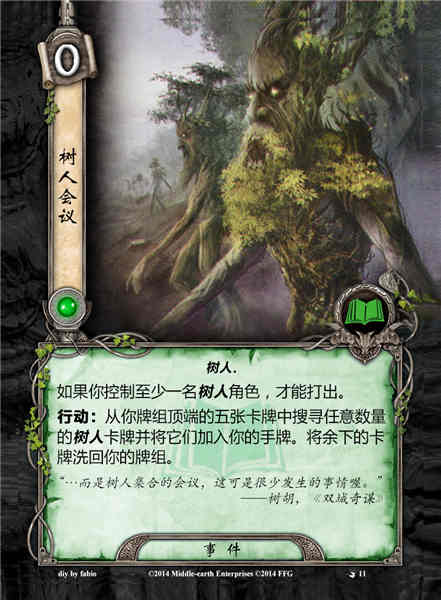 0
树人会议
树人.
如果你控制至少一名树人角色，才能打出。
行动：从你牌组顶端的五张卡牌中搜寻任意数量
的树人卡牌并将它们加入你的手牌。将余下的卡
牌洗回你的牌组。
“…而是树人集合的会议，这可是很少发生的事情喔。”
——树胡，《双城奇谋》
事件
diy by fabio ©2014 Middle-earth Enterprises ©2014 FFG 11